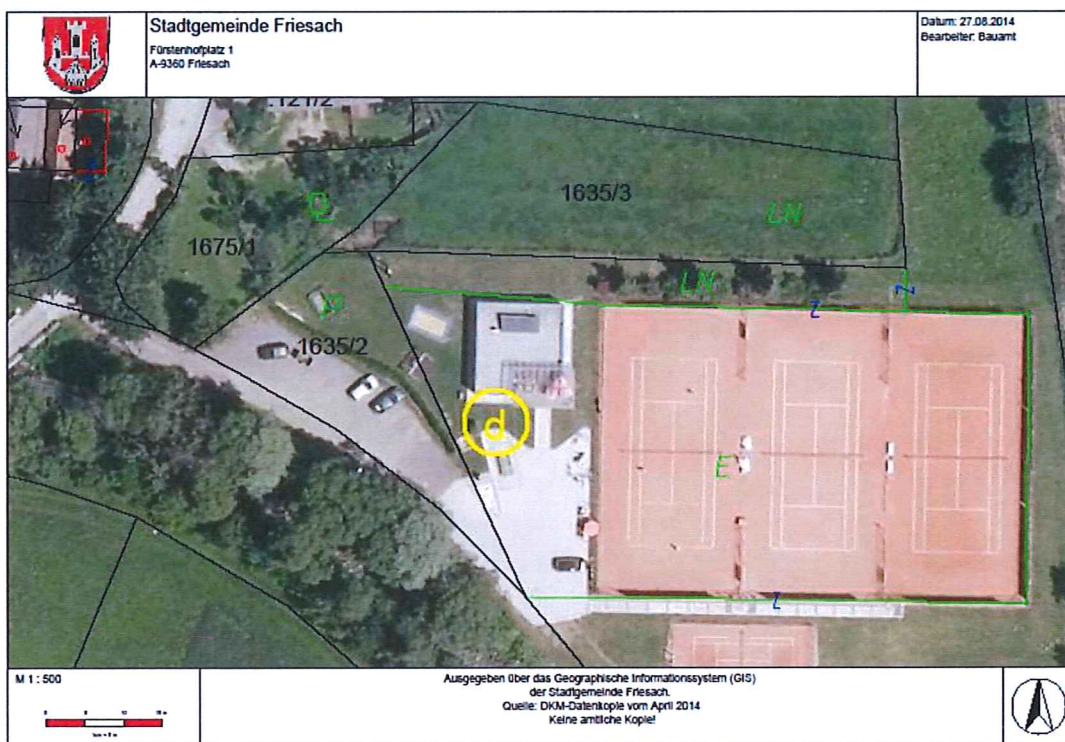 Stadtgemeinde Friesach
Fürstenhofplatz 1
A-9360 Friesach
Datum: 27.08.2014
Bearbeiter: Bauamt
.121/2
1635/3
LN
1675/1
LN
Z
Z
1635/2
d
E
Z
M 1 : 500
Ausgegeben über das Geographische Informationssystem (GIS)
der Stadtgemeinde Friesach.
Quelle: DKM-Datenkopie vom April 2014
Keine amtliche Kopie!